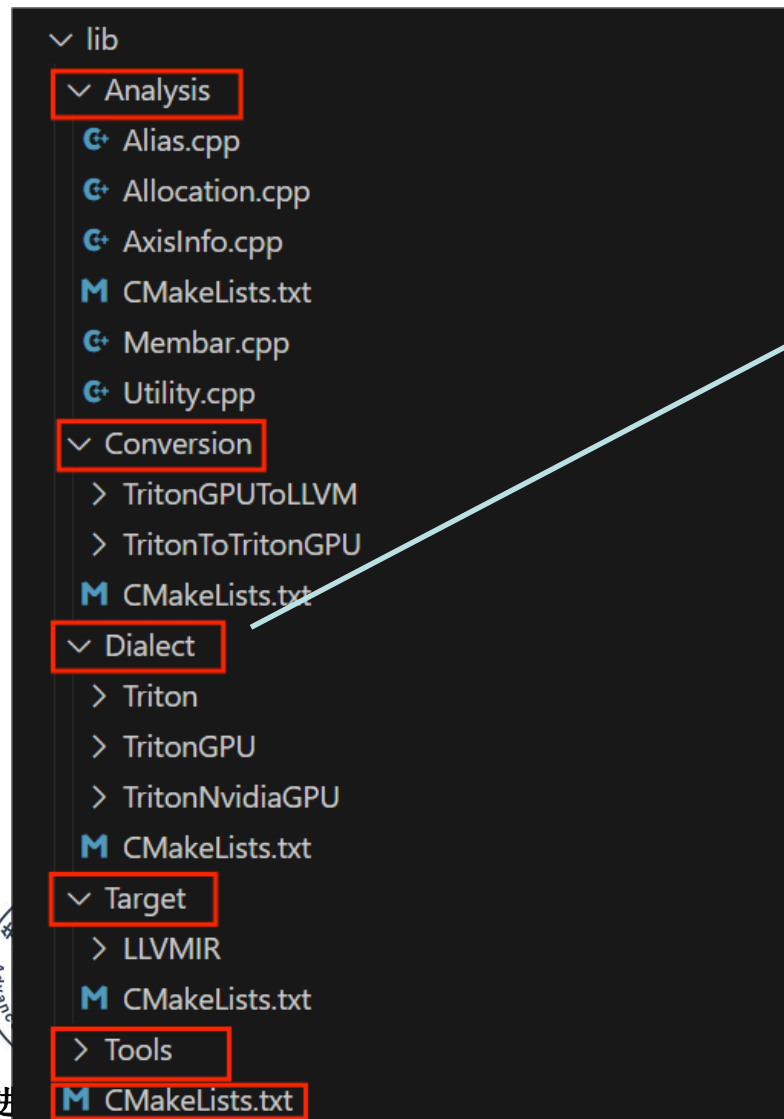 lib
Analysis
Alias.cpp
Allocation.cpp
AxisInfo.cpp
CMakeLists.txt
Membar.cpp
Utility.cpp
Conversion
TritonGPUToLLVM
TritonToTritonGPU
CMakeLists.txt
Dialect
Triton
TritonGPU
TritonNvidiaGPU
CMakeLists.txt
Target
LLVMIR
CMakeLists.txt
Tools
CMakeLists.txt